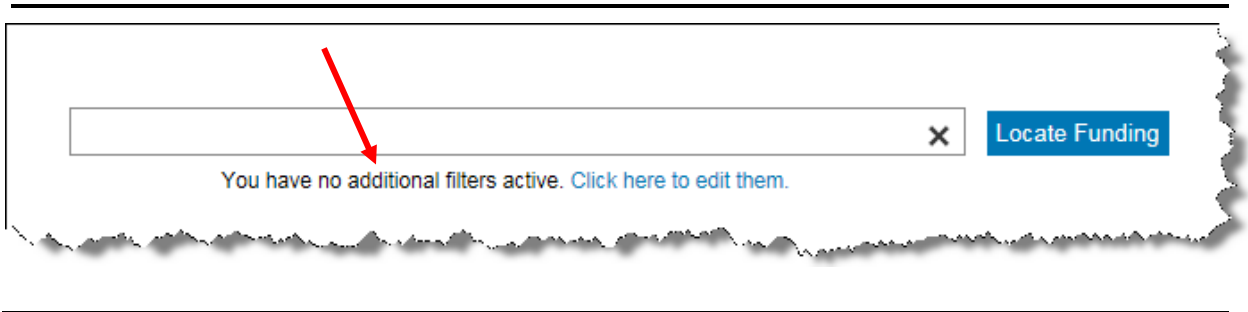 Locate Funding
You have no additional filters active. Click here to edit them.